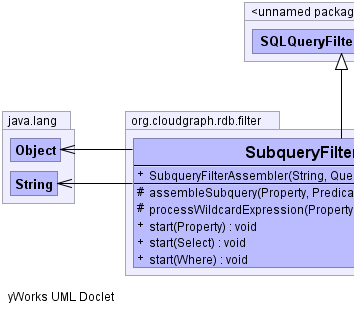 <unnamed packag
SQLQueryFilter
java.lang
org.cloudgraph.rdb.filter
Object
SubqueryFilter
String
+ SubqueryFilterAssembler(String, Que
# assembleSubquery(Property, Predica
# processWildcardExpression(Property
+ start(Property) : void
+ start(Select) : void
+ start(Where) : void
yWorks UML Doclet